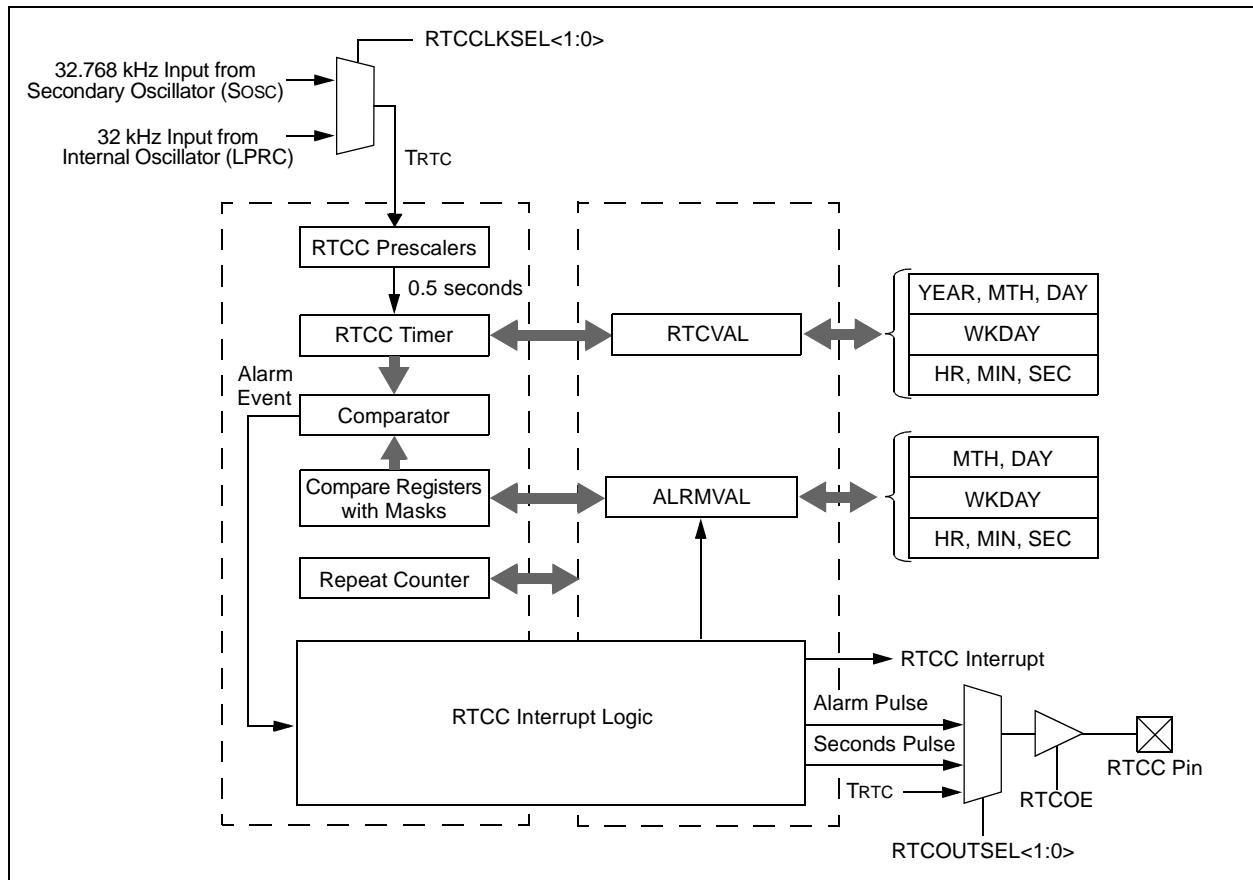 RTCCLKSEL<1:0>
32.768 kHz Input from
Secondary Oscillator (SOSC)
32 kHz Input from
Internal Oscillator (LPRC)
TRTC
RTCC Prescalers
0.5 seconds
RTCC Timer
RTCVAL
YEAR, MTH, DAY
WKDAY
HR, MIN, SEC
Alarm
Event
Comparator
Compare Registers
with Masks
ALRMVAL
MTH, DAY
WKDAY
HR, MIN, SEC
Repeat Counter
RTCC Interrupt Logic
RTCC Interrupt
Alarm Pulse
Seconds Pulse
TRTC
RTCC Pin
RTCOE
RTCOUTSEL<1:0>